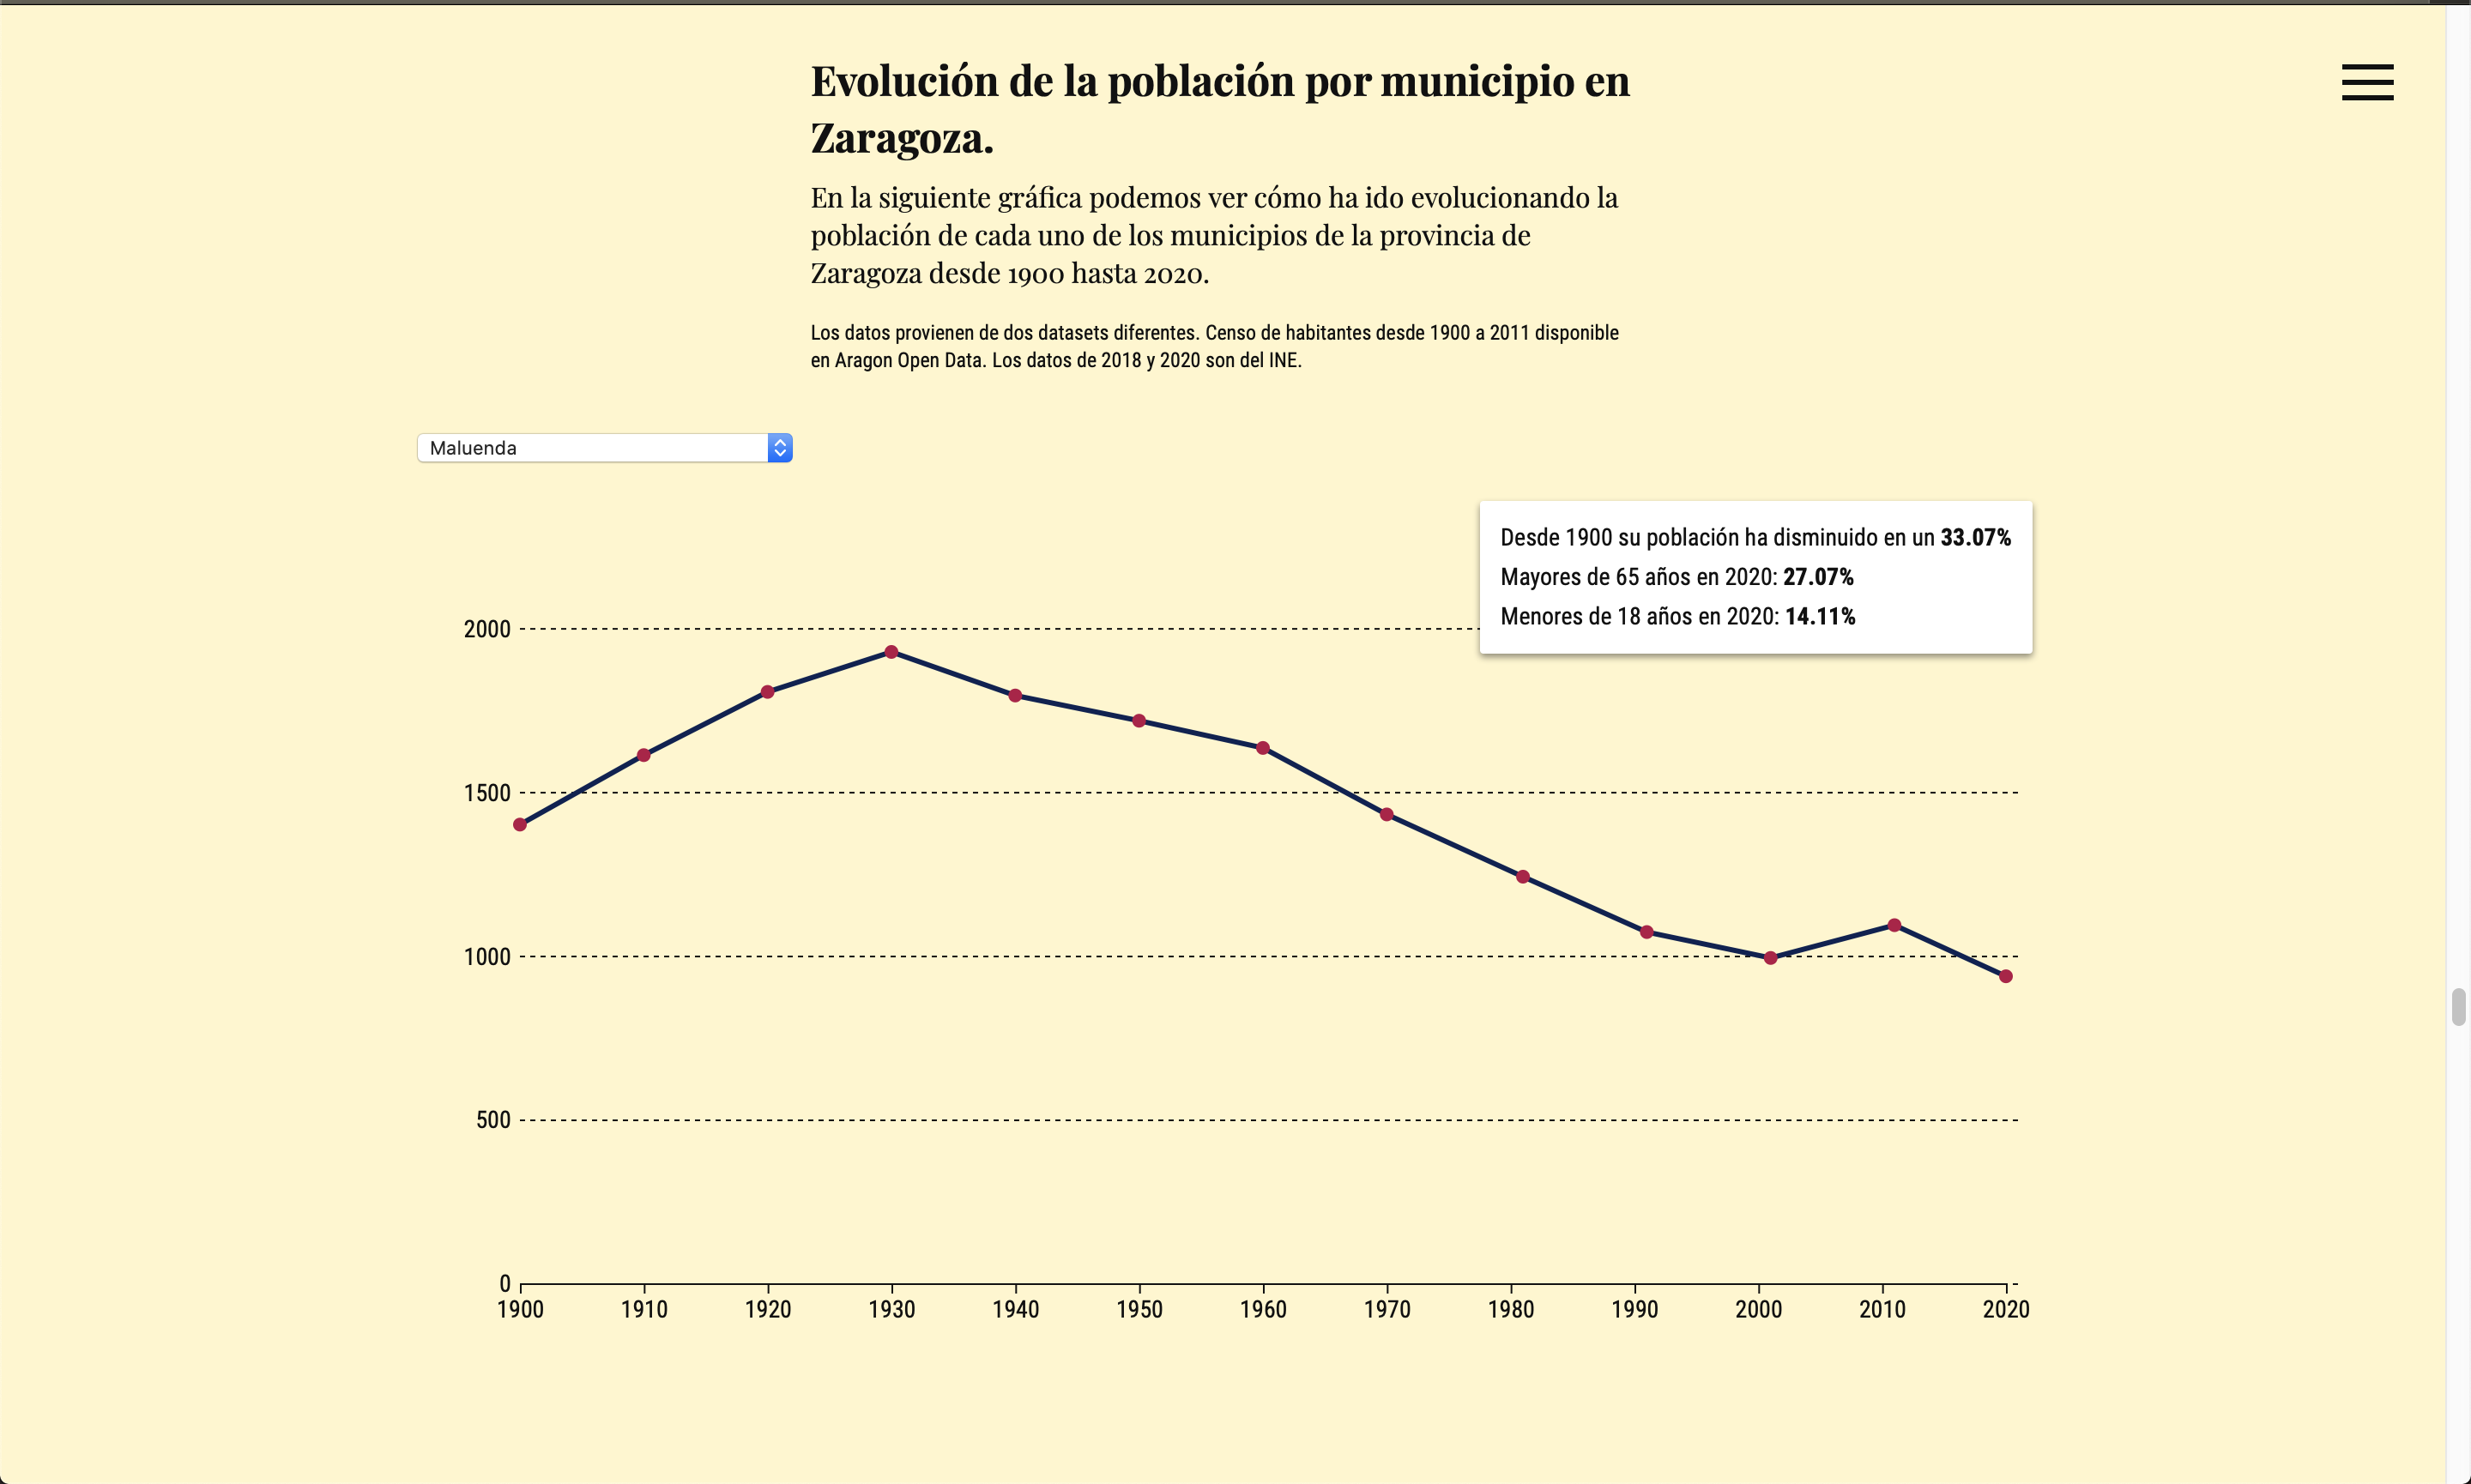 Evolución de la población por municipio en
Zaragoza.
En la siguiente gráfica podemos ver cómo ha ido evolucionando la
población de cada uno de los municipios de la provincia de
Zaragoza desde 1900 hasta 2020.
Los datos provienen de dos datasets diferentes. Censo de habitantes desde 1900 a 2011 disponible
en Aragon Open Data. Los datos de 2018 y 2020 son del INE.
Maluenda
Desde 1900 su población ha disminuido en un 33.07%
Mayores de 65 años en 2020: 27.07%
Menores de 18 años en 2020: 14.11%
2000
1500
1000
500
0
1900 1910 1920 1930 1940 1950 1960 1970 1980 1990 2000 2010 2020